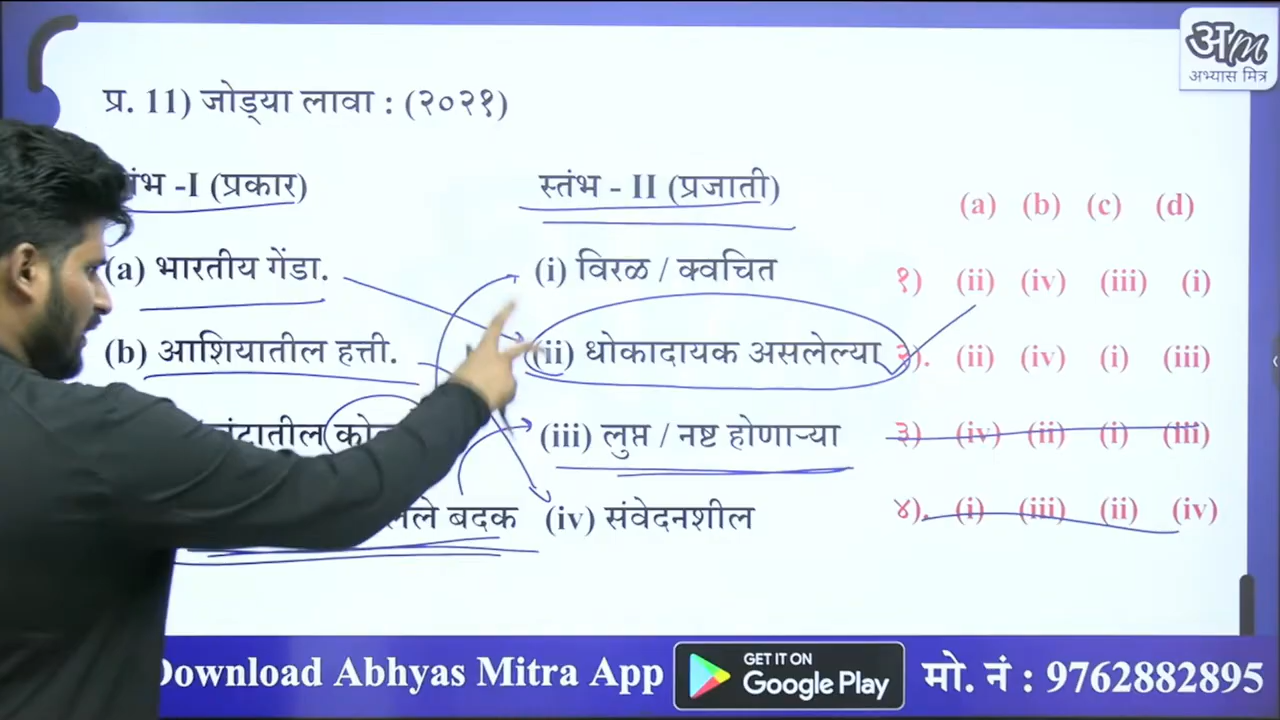 अm
अभ्यास मित्र
प्र. 11) जोड्या लावा : (२०२१)
-I (प्रकार)
स्तंभ - II (प्रजाती)
(a) (b) (c) (d)
(a) भारतीय गेंडा.
(i) विरळ / क्वचित
१) (ii) (iv) (iii) (i)
(b) आशियातील हत्ती.
(ii) धोकादायक असलेल्या
२). (ii) (iv) (i) (iii)
(iii) लुप्त / नष्ट होणाऱ्या
३) (iv) (ii) (i) (iii)
बदक
(iv) संवेदनशील
४). (i) (iii) (ii) (iv)
Download Abhyas Mitra App
GET IT ON
Google Play
मो. नं : 9762882895